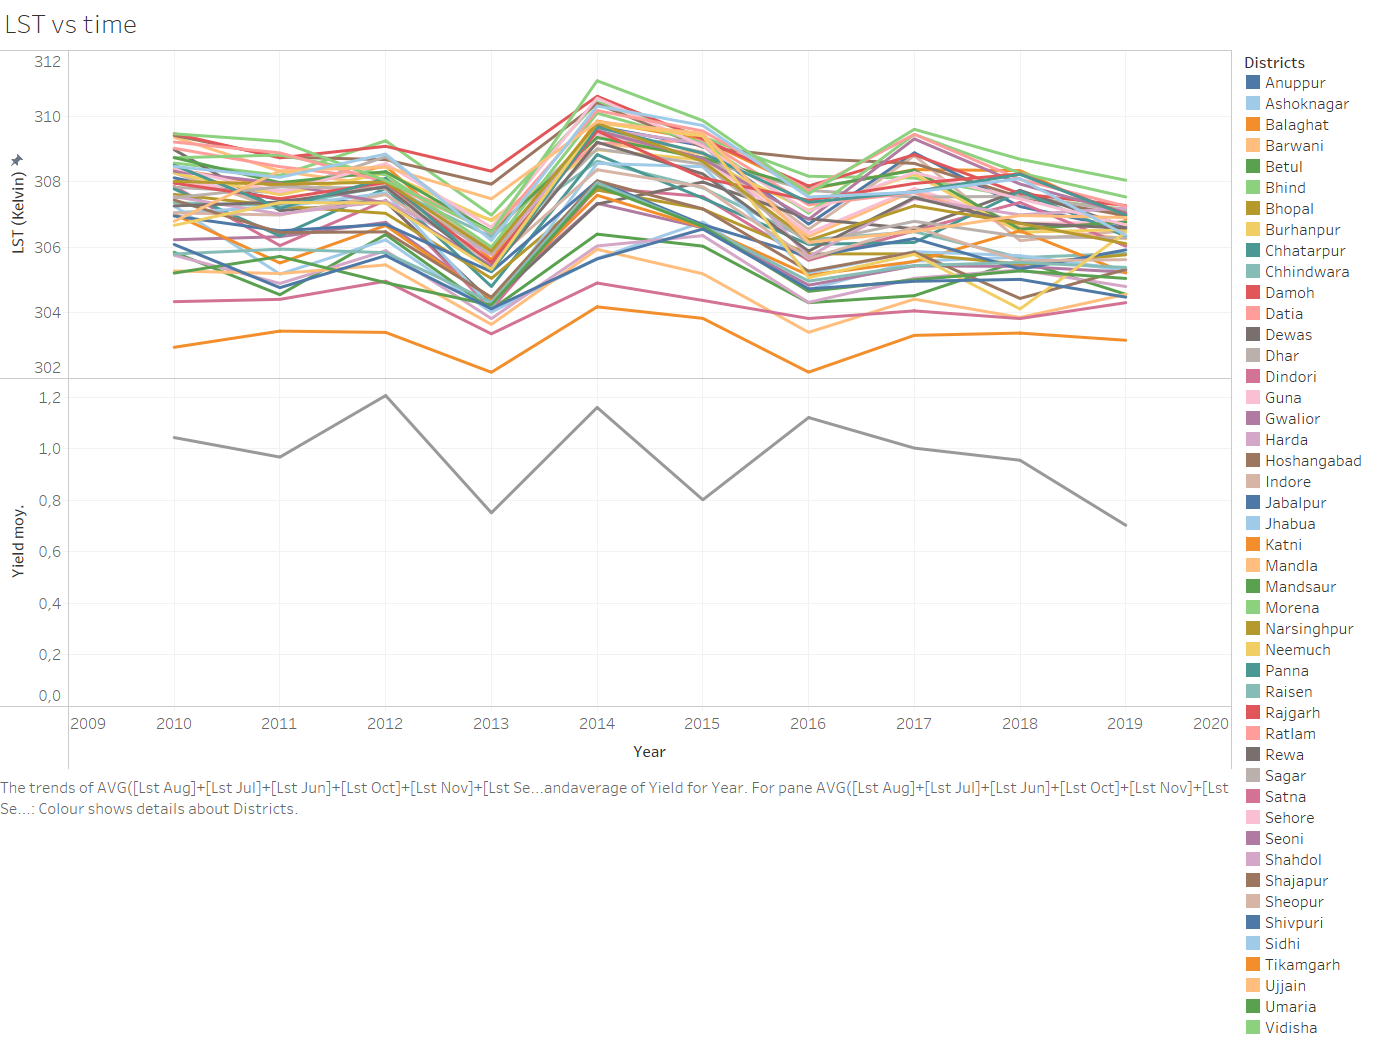 LST vs time
312
310
308
306
304
302
LST (Kelvin)
1,2
1,0
0,8
0,6
0,4
0,2
0,0
Yield moy.
2009 2010 2011 2012 2013 2014 2015 2016 2017 2018 2019 2020
Year
The trends of AVG([Lst Aug]+[Lst Jul]+[Lst Jun]+[Lst Oct]+[Lst Nov]+[Lst Se...andaverage of Yield for Year. For pane AVG([Lst Aug]+[Lst Jul]+[Lst Jun]+[Lst Oct]+[Lst Nov]+[Lst
Se...: Colour shows details about Districts.
Districts
Anuppur
Ashoknagar
Balaghat
Barwani
Betul
Bhind
Bhopal
Burhanpur
Chhatarpur
Chhindwara
Damoh
Datia
Dewas
Dhar
Dindori
Guna
Gwalior
Harda
Hoshangabad
Indore
Jabalpur
Jhabua
Katni
Mandla
Mandsaur
Morena
Narsinghpur
Neemuch
Panna
Raisen
Rajgarh
Ratlam
Rewa
Sagar
Satna
Sehore
Seoni
Shahdol
Shajapur
Sheopur
Shivpuri
Sidhi
Tikamgarh
Ujjain
Umaria
Vidisha